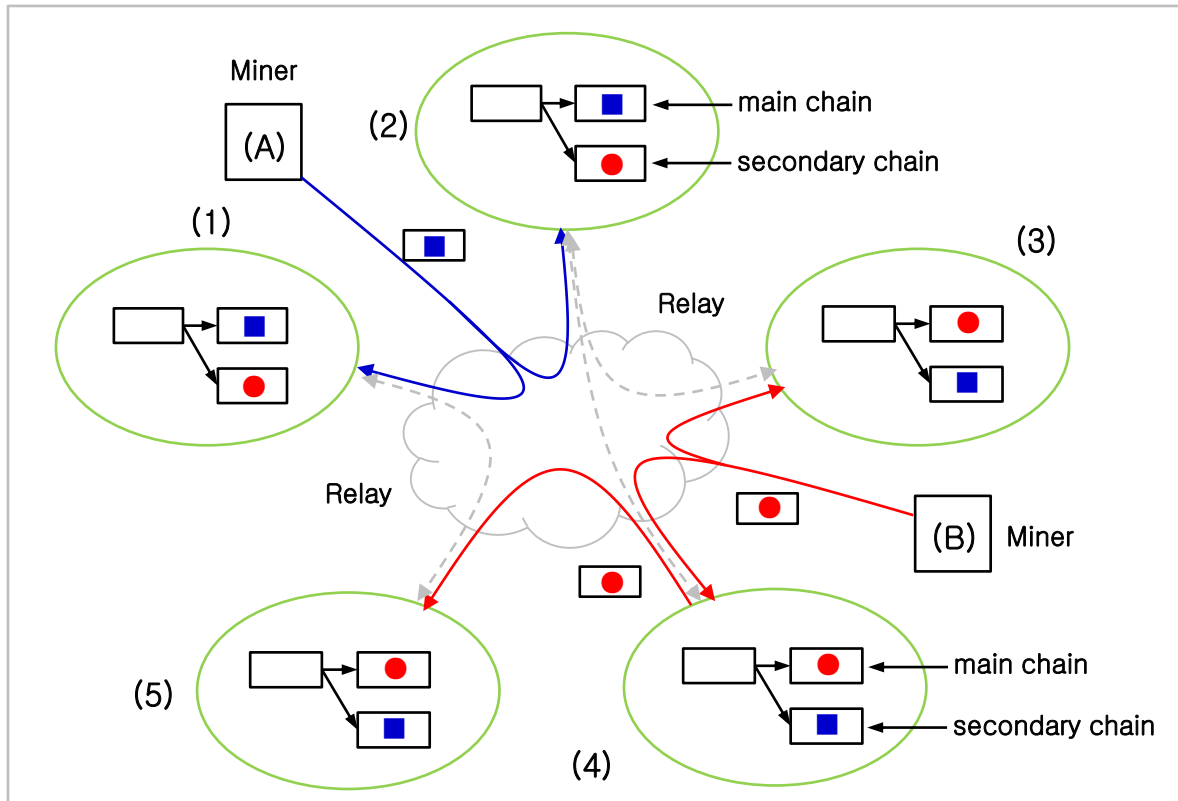 Miner
(A)
(2)
main chain
secondary chain
(1)
(3)
Relay
Relay
(B)
Miner
main chain
(5)
secondary chain
(4)